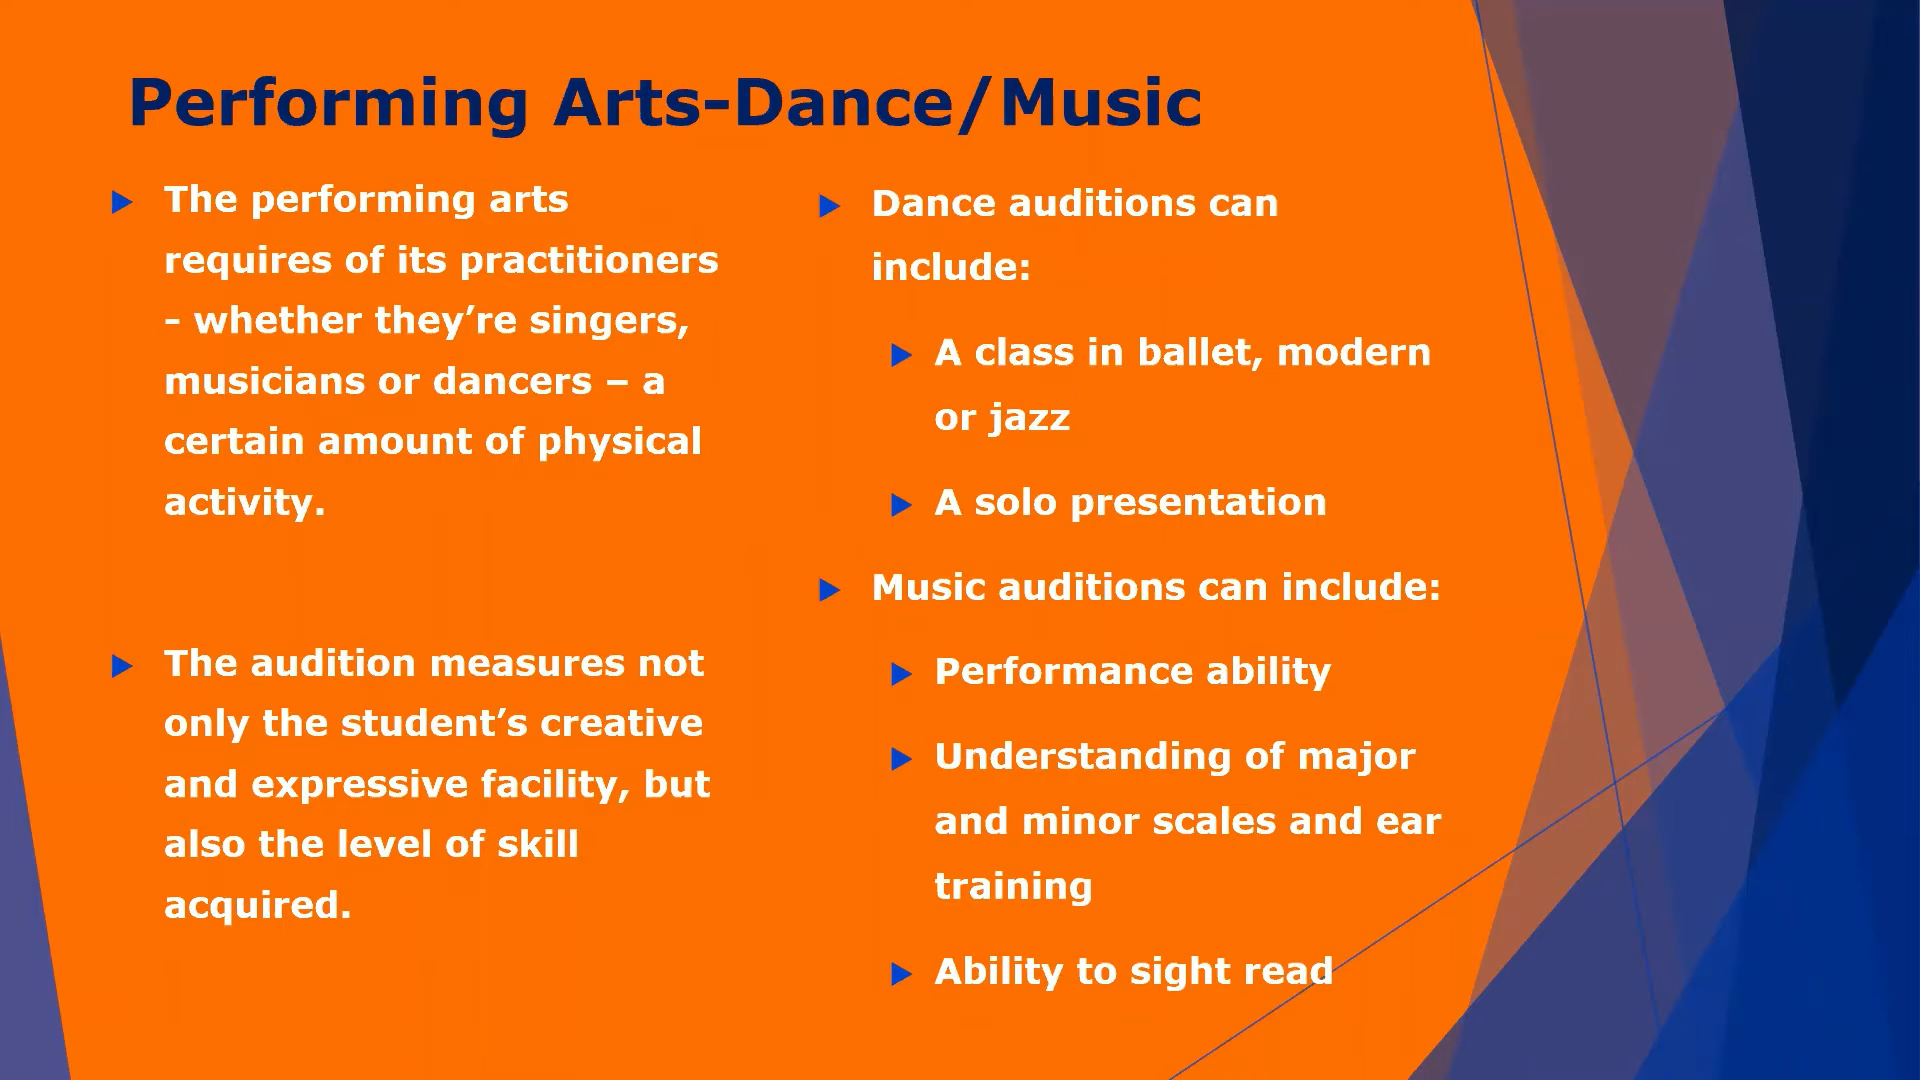 Performing Arts-Dance/Music
The performing arts
requires of its practitioners
- whether they’re singers,
musicians or dancers – a
certain amount of physical
activity.
The audition measures not
only the student’s creative
and expressive facility, but
also the level of skill
acquired.
Dance auditions can
include:
A class in ballet, modern
or jazz
A solo presentation
Music auditions can include:
Performance ability
Understanding of major
and minor scales and ear
training
Ability to sight read